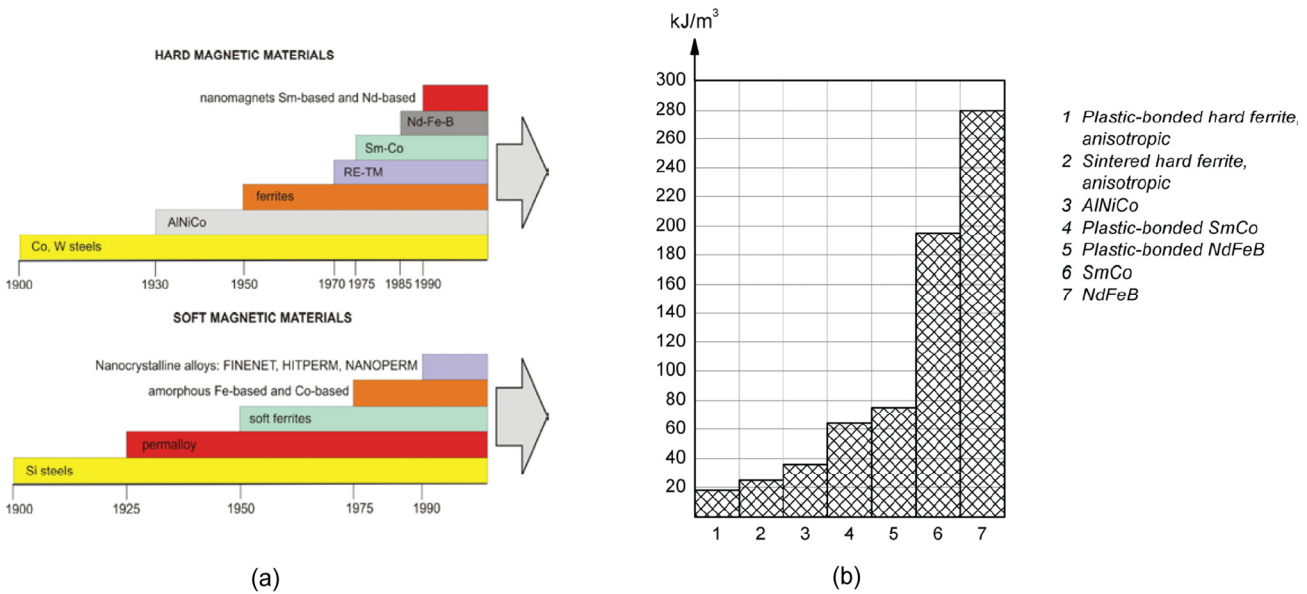 HARD MAGNETIC MATERIALS
nanomagnets Sm-based and Nd-based
Nd-Fe-B
Sm-Co
RE-TM
ferrites
AlNiCo
Co, W steels
1900 1930 1950 1970 1975 1985 1990
SOFT MAGNETIC MATERIALS
Nanocrystalline alloys: FINENET, HITPERM, NANOPERM
amorphous Fe-based and Co-based
soft ferrites
permalloy
Si steels
1900 1925 1950 1975 1990
(a)
kJ/m³
300
280
260
240
220
200
180
160
140
120
100
80
60
40
20
1 2 3 4 5 6 7
1 Plastic-bonded hard ferrite,
anisotropic
2 Sintered hard ferrite,
anisotropic
3 AlNiCo
4 Plastic-bonded SmCo
5 Plastic-bonded NdFeB
6 SmCo
7 NdFeB
(b)